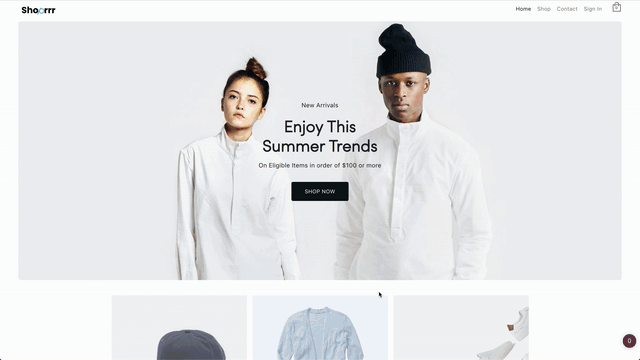 Shoprrr
Home Shop Contact Sign In 0
New Arrivals
Enjoy This
Summer Trends
On Eligible Items in order of $100 or more
SHOP NOW